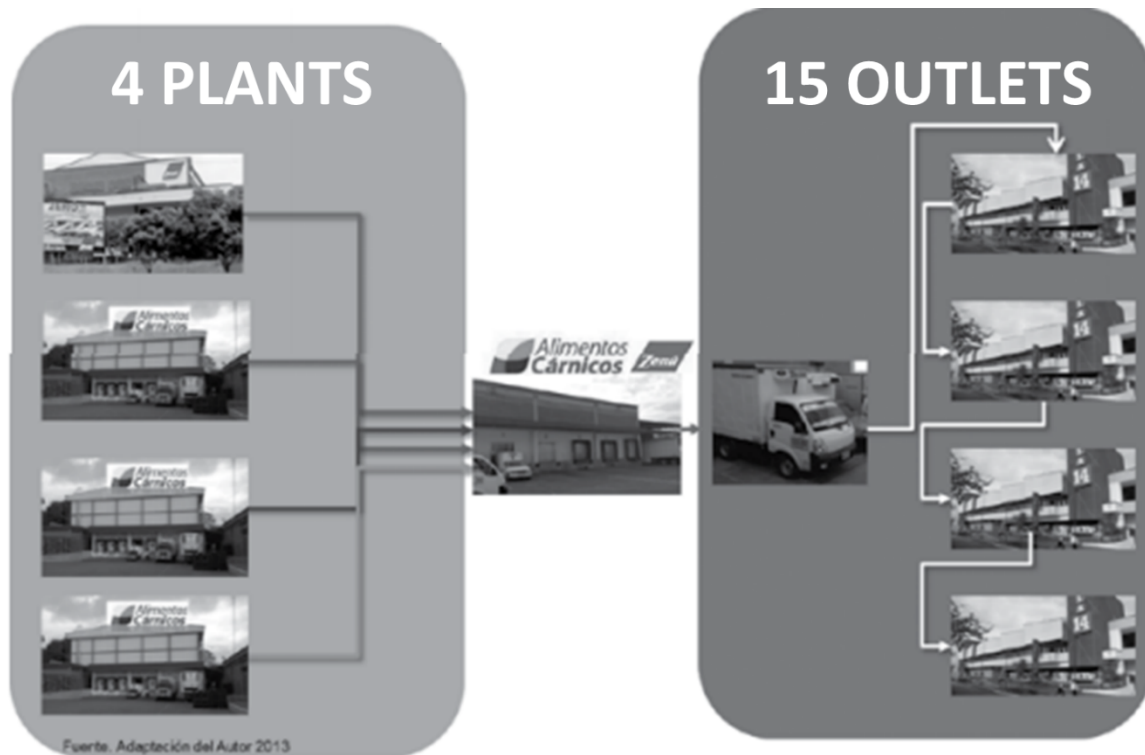 4 PLANTS
15 OUTLETS
Alimentos
Cárnicos
Alimentos
Cárnicos
Zenú
Alimentos
Cárnicos
Alimentos
Cárnicos
Fuente. Adaptación del Autor 2013